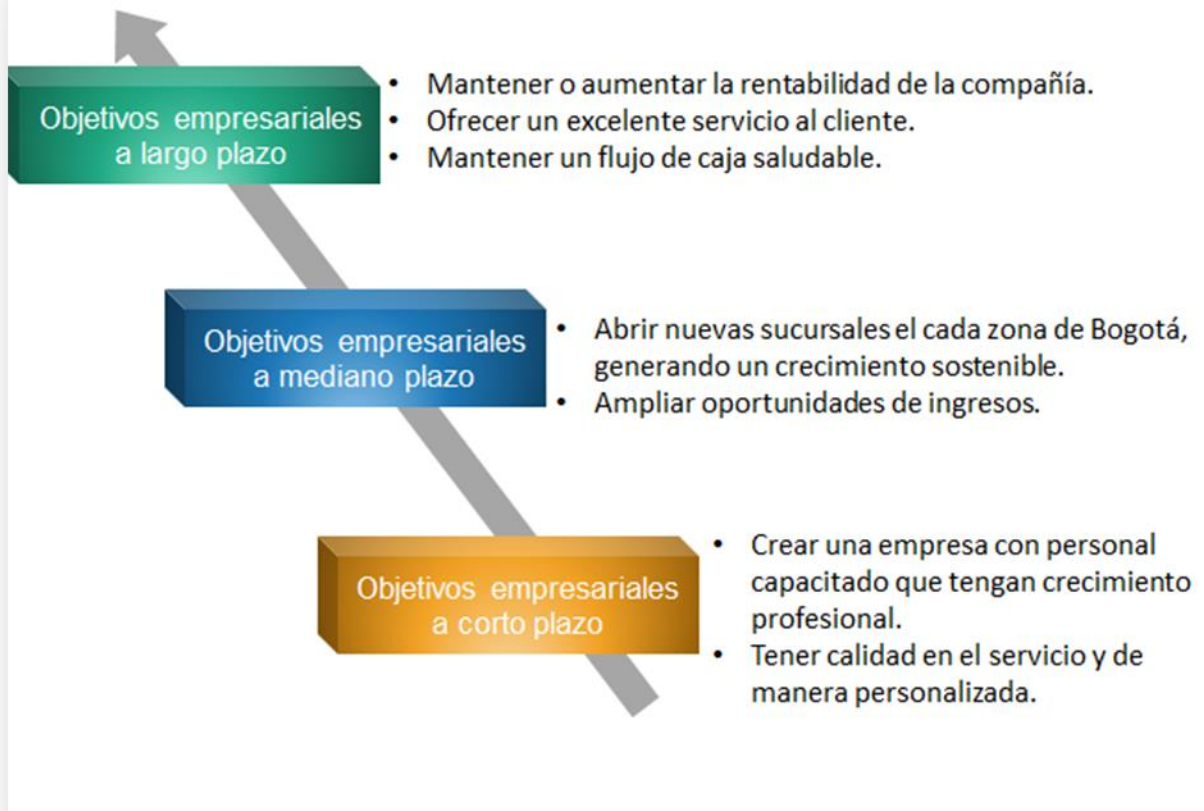 Objetivos empresariales
a largo plazo
• Mantener o aumentar la rentabilidad de la compañía.
• Ofrecer un excelente servicio al cliente.
• Mantener un flujo de caja saludable.
Objetivos empresariales
a mediano plazo
• Abrir nuevas sucursales el cada zona de Bogotá,
generando un crecimiento sostenible.
• Ampliar oportunidades de ingresos.
Objetivos empresariales
a corto plazo
• Crear una empresa con personal
capacitado que tengan crecimiento
profesional.
• Tener calidad en el servicio y de
manera personalizada.